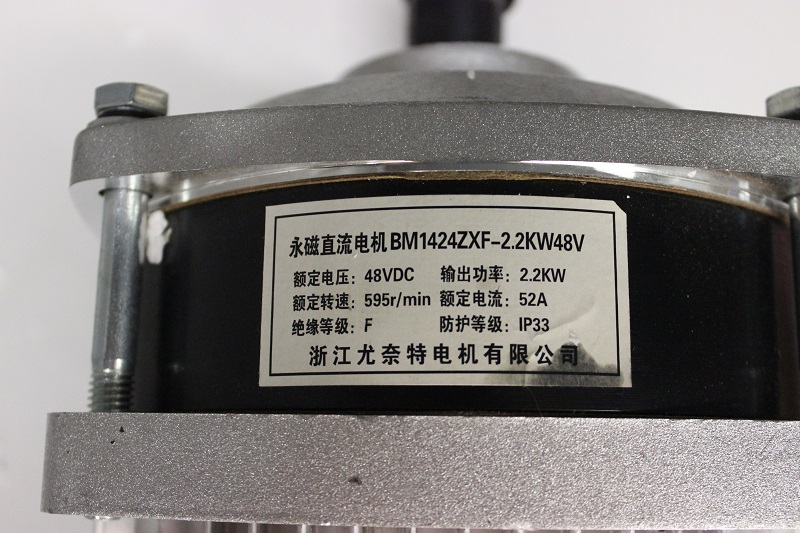 永磁直流电机BM1424ZXF-2.2KW48V
额定电压：48VDC 输出功率：2.2KW
额定转速：595r/min 额定电流：52A
绝缘等级：F 防护等级：IP33
浙江尤奈特电机有限公司